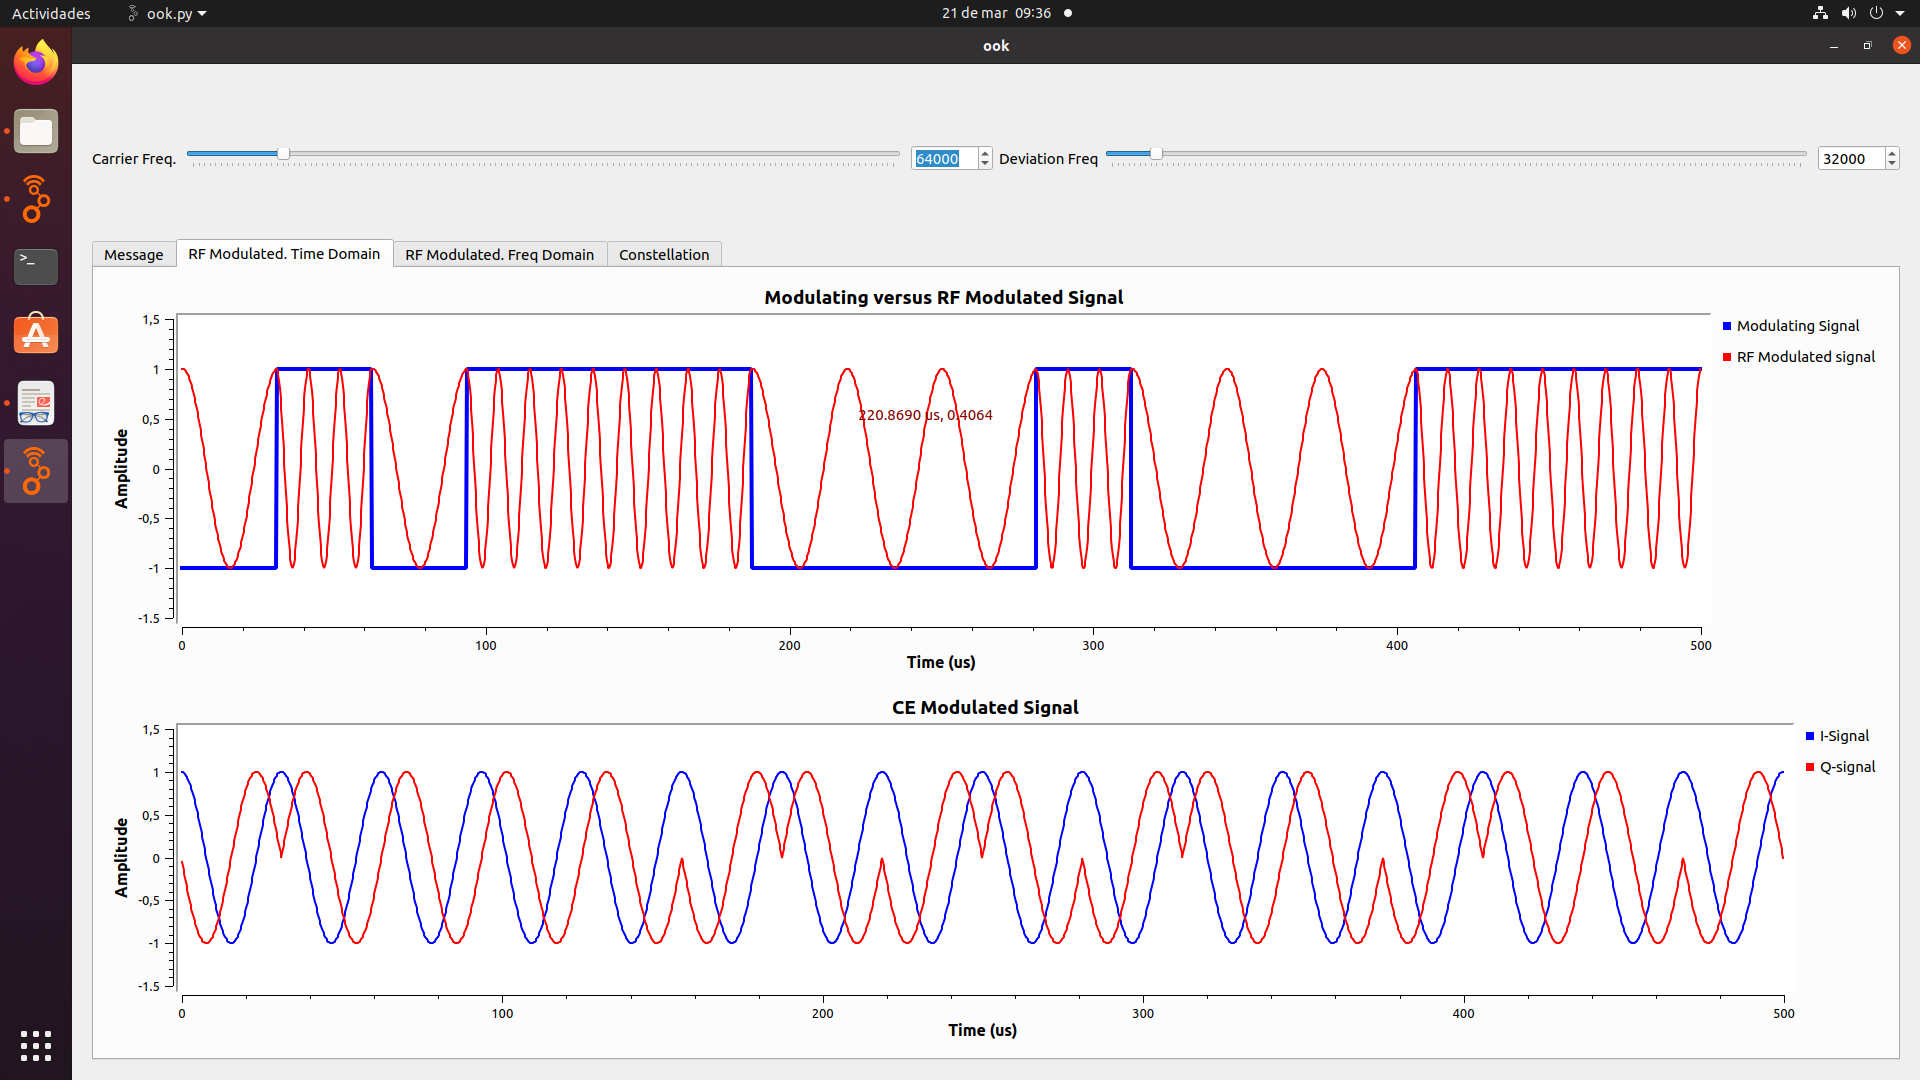 Actividades ook.py 21 de mar 09:36
ook
Carrier Freq. 64000 Deviation Freq 32000
Message RF Modulated. Time Domain RF Modulated. Freq Domain Constellation
Modulating versus RF Modulated Signal
1,5
1
0,5
0
-0,5
-1
-1.5
Amplitude
220.8690 us, 0.4064
Modulating Signal
RF Modulated signal
0 100 200 300 400 500
Time (us)
CE Modulated Signal
1,5
1
0,5
0
-0,5
-1
-1.5
Amplitude
I-Signal
Q-signal
0 100 200 300 400 500
Time (us)